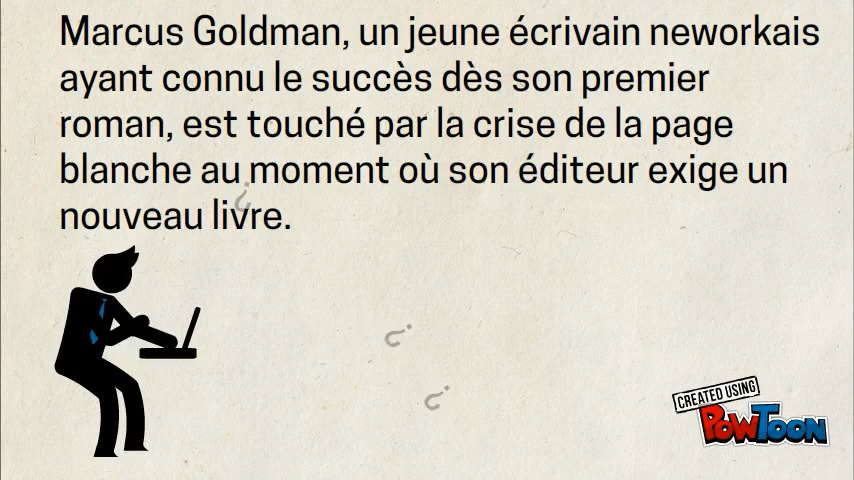 Marcus Goldman, un jeune écrivain neworkais
ayant connu le succès dès son premier
roman, est touché par la crise de la page
blanche au moment où son éditeur exige un
nouveau livre.
?
?
?
CREATED USING
POWTOON